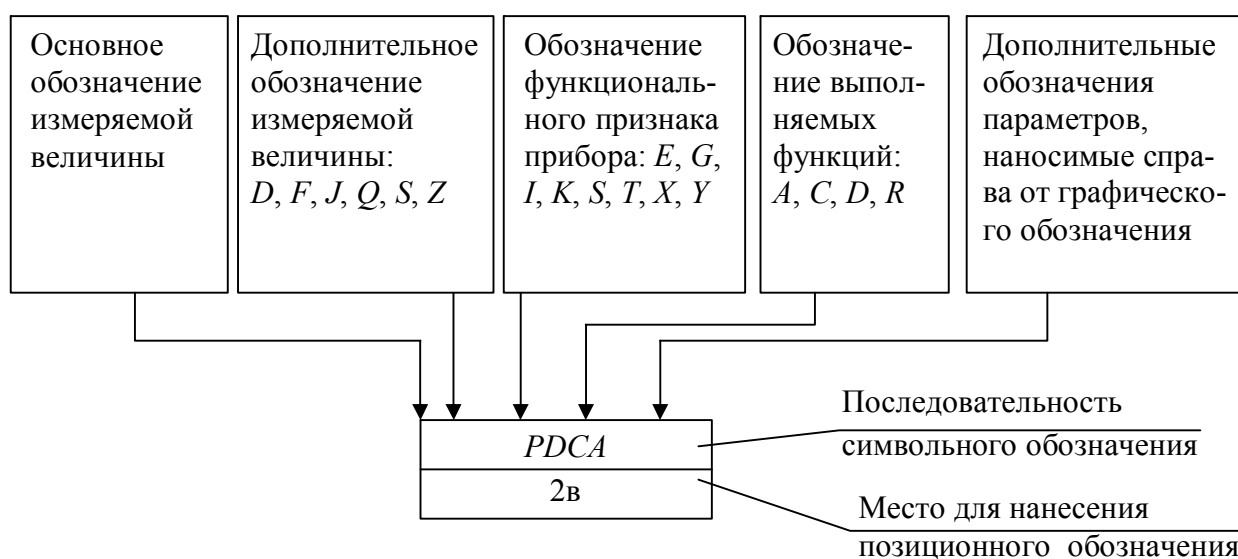 Основное
обозначение
измеряемой
величины
Дополнительное
обозначение
измеряемой
величины:
D, F, J, Q, S, Z
Обозначение
функциональ-
ного признака
прибора: E, G,
I, K, S, T, X, Y
Обозначе-
ние выпол-
няемых
функций:
A, C, D, R
Дополнительные
обозначения
параметров,
наносимые спра-
ва от графическо-
го обозначения
PDCA
2в
Последовательность
символьного обозначения
Место для нанесения
позиционного обозначения